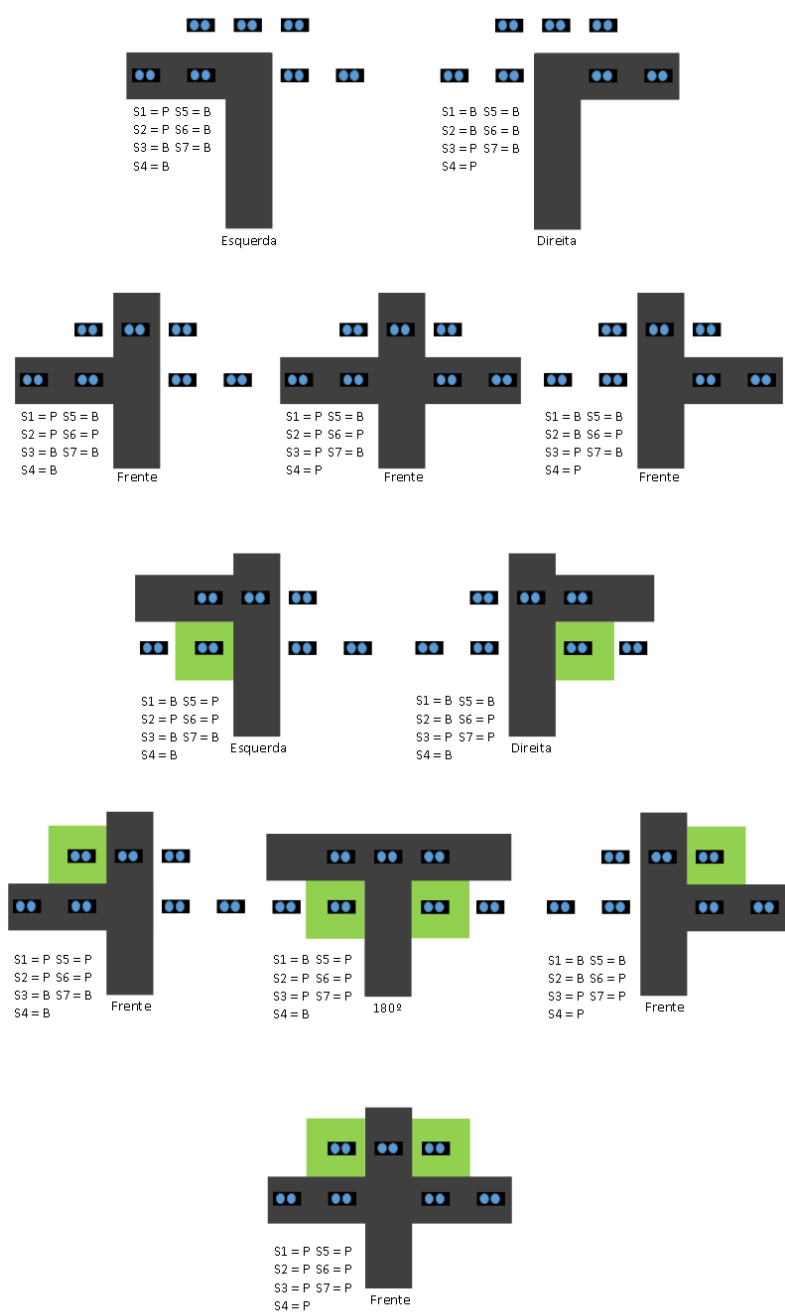 S1 = P S5 = B
S2 = P S6 = B
S3 = B S7 = B
S4 = B
Esquerda
S1 = B S5 = B
S2 = B S6 = B
S3 = P S7 = B
S4 = P
Direita
S1 = P S5 = B
S2 = P S6 = P
S3 = B S7 = B
S4 = B
Frente
S1 = P S5 = B
S2 = P S6 = P
S3 = P S7 = B
S4 = P
Frente
S1 = B S5 = B
S2 = B S6 = P
S3 = P S7 = B
S4 = P
Frente
S1 = B S5 = P
S2 = P S6 = P
S3 = B S7 = B
S4 = B
Esquerda
S1 = B S5 = B
S2 = B S6 = P
S3 = P S7 = P
S4 = B
Direita
S1 = P S5 = P
S2 = P S6 = P
S3 = B S7 = B
S4 = B
Frente
S1 = B S5 = P
S2 = P S6 = P
S3 = P S7 = P
S4 = B
180º
S1 = B S5 = B
S2 = B S6 = P
S3 = P S7 = P
S4 = P
Frente
S1 = P S5 = P
S2 = P S6 = P
S3 = P S7 = P
S4 = P
Frente